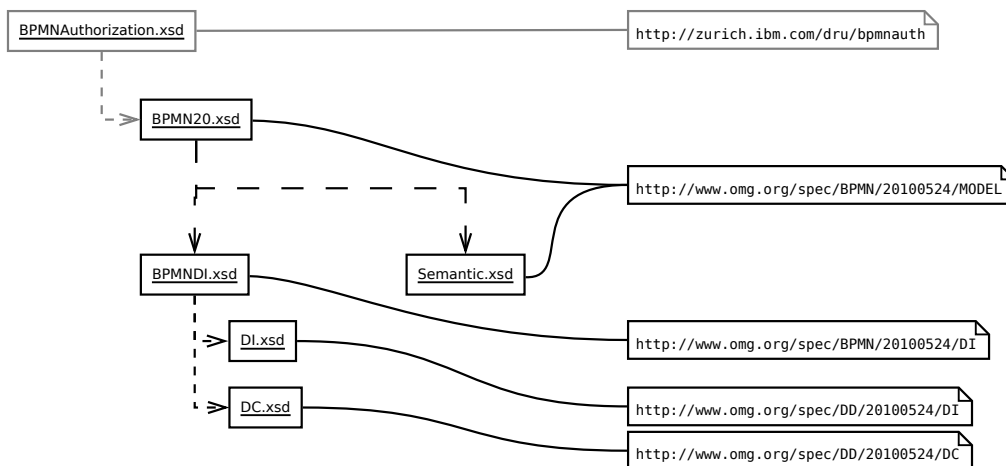 BPMNAuthorization.xsd
http://zurich.ibm.com/dru/bpmnauth
BPMN20.xsd
http://www.omg.org/spec/BPMN/20100524/MODEL
BPMNDI.xsd
Semantic.xsd
DI.xsd
http://www.omg.org/spec/BPMN/20100524/DI
DC.xsd
http://www.omg.org/spec/DD/20100524/DI
http://www.omg.org/spec/DD/20100524/DC